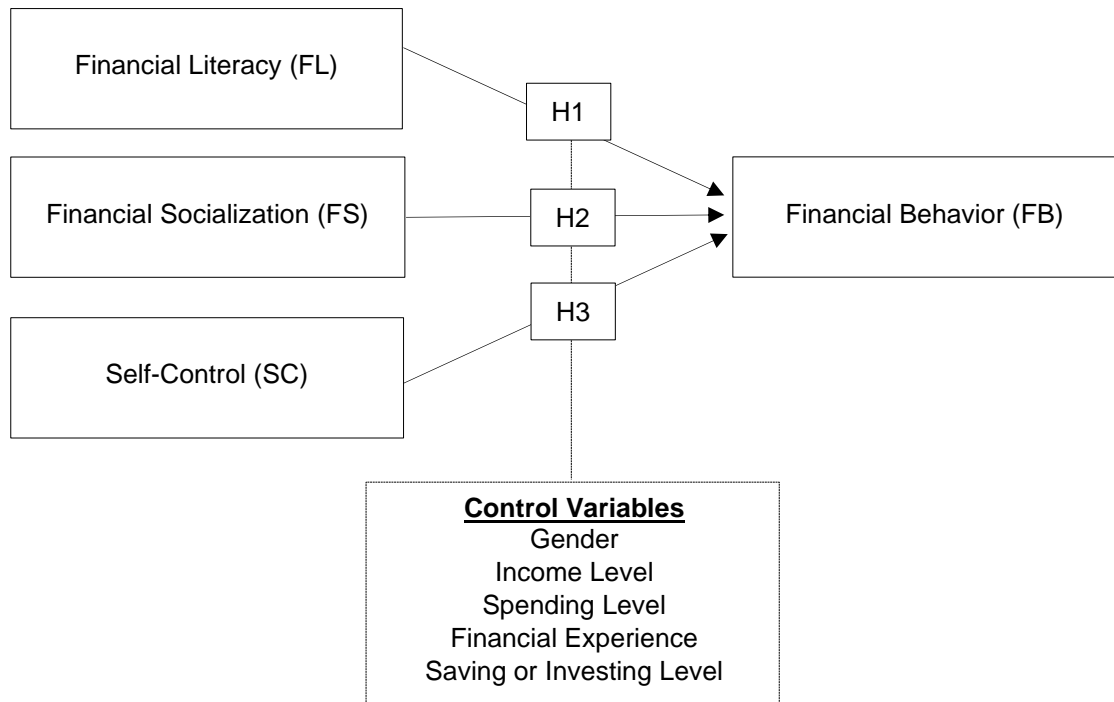 Financial Literacy (FL)
H1
Financial Socialization (FS)
H2
Financial Behavior (FB)
H3
Self-Control (SC)
Control Variables
Gender
Income Level
Spending Level
Financial Experience
Saving or Investing Level